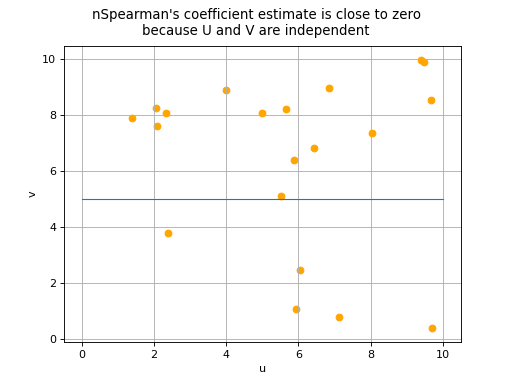 nSpearman's coefficient estimate is close to zero
because U and V are independent
10
8
6
4
2
0
v
0 2 4 6 8 10
u